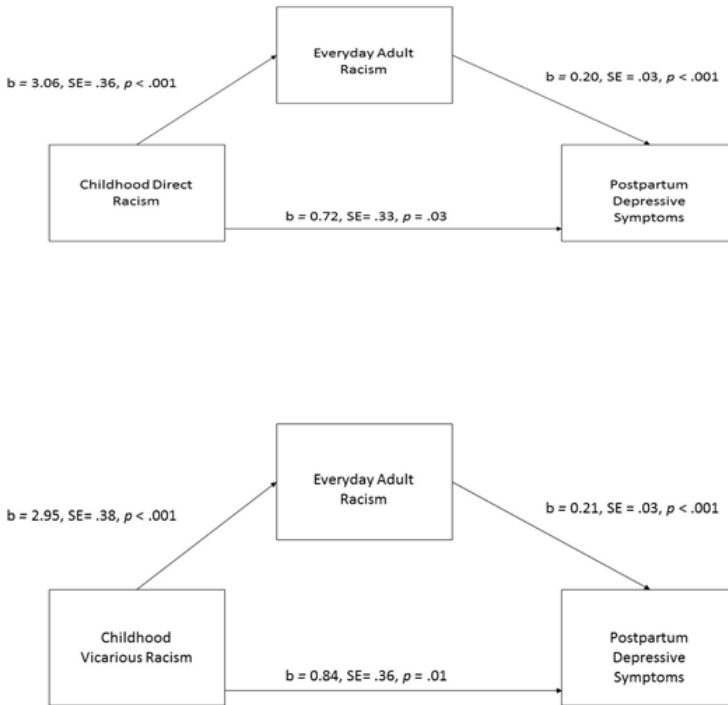 Everyday Adult
Racism
b = 3.06, SE= .36, p < .001
b = 0.20, SE = .03, p < .001
Childhood Direct
Racism
Postpartum
Depressive
Symptoms
b = 0.72, SE= .33, p = .03
Everyday Adult
Racism
b = 2.95, SE= .38, p < .001
b = 0.21, SE = .03, p < .001
Childhood
Vicarious Racism
Postpartum
Depressive
Symptoms
b = 0.84, SE= .36, p = .01